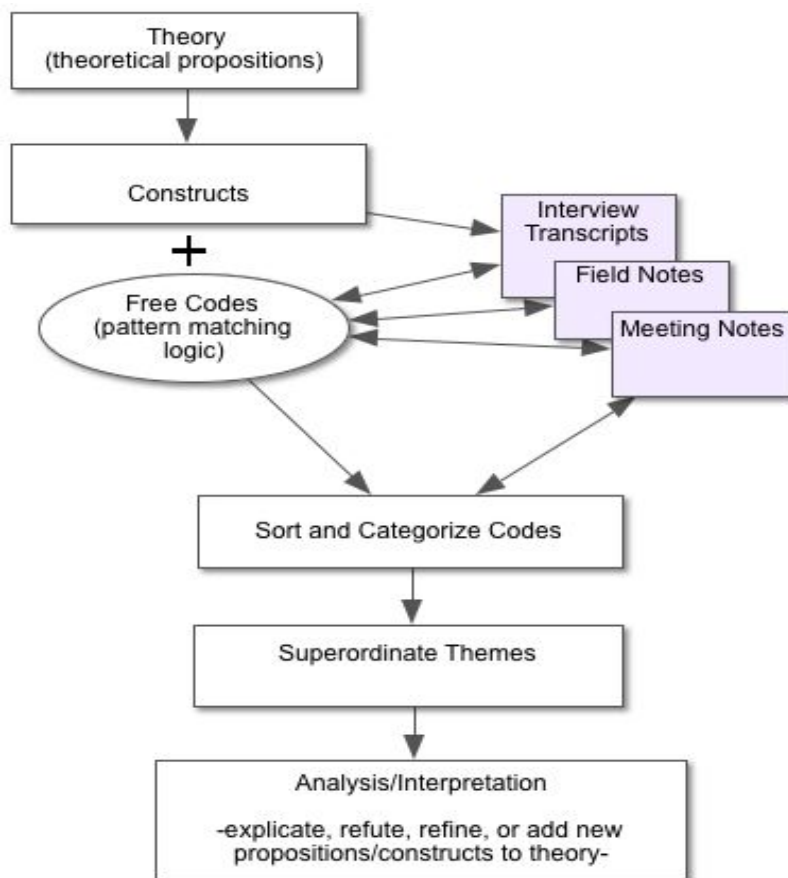 Theory
(theoretical propositions)
Constructs
+
Interview
Transcripts
Field Notes
Meeting Notes
Free Codes
(pattern matching
logic)
Sort and Categorize Codes
Superordinate Themes
Analysis/Interpretation
-explicate, refute, refine, or add new
propositions/constructs to theory-